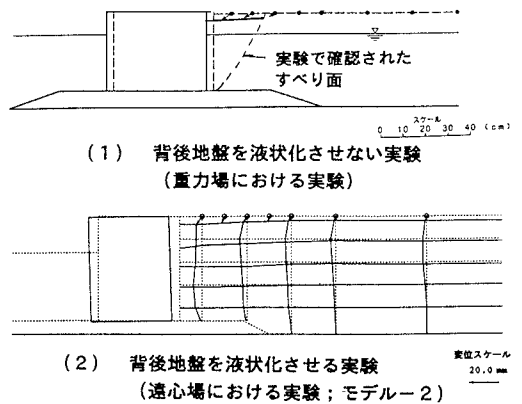 実験で確認された
すべり面
スケール
0 10 20 30 40 (cm)
(1) 背後地盤を液状化させない実験
(重力場における実験)
(2) 背後地盤を液状化させる実験
(遠心場における実験；モデル－2)
変位スケール
20.0 mm